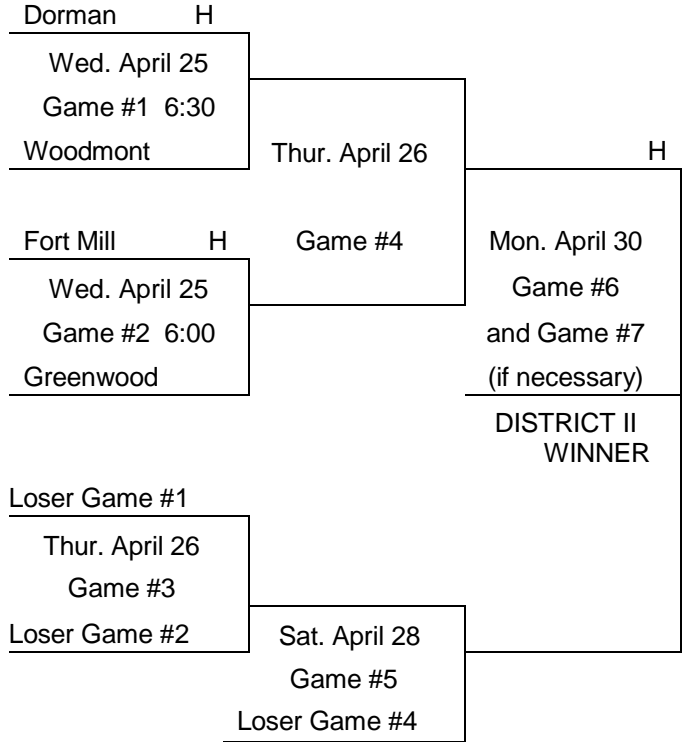 Dorman H
Wed. April 25
Game #1 6:30
Woodmont
Thur. April 26
H
Fort Mill H
Game #4
Mon. April 30
Wed. April 25
Game #6
Game #2 6:00
and Game #7
Greenwood
(if necessary)
DISTRICT II
WINNER
Loser Game #1
Thur. April 26
Game #3
Loser Game #2
Sat. April 28
Game #5
Loser Game #4